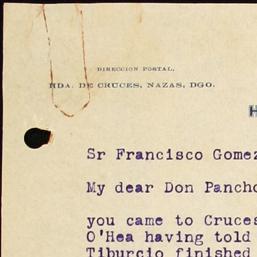 DIRECCION POSTAL,
HDA. DE CRUCES, NAZAS, DGO.
H
Sr Francisco Gomez
My dear Don Pancho
you came to Cruces
O'Hea having told
Tiburcio finished